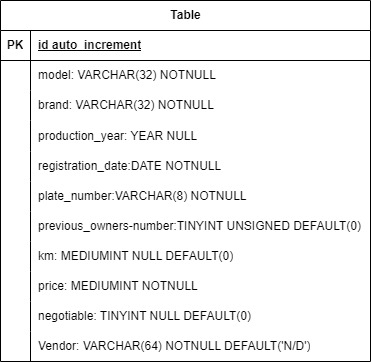 Table
PK id auto_increment
model: VARCHAR(32) NOTNULL
brand: VARCHAR(32) NOTNULL
production_year: YEAR NULL
registration_date:DATE NOTNULL
plate_number:VARCHAR(8) NOTNULL
previous_owners-number:TINYINT UNSIGNED DEFAULT(0)
km: MEDIUMINT NULL DEFAULT(0)
price: MEDIUMINT NOTNULL
negotiable: TINYINT NULL DEFAULT(0)
Vendor: VARCHAR(64) NOTNULL DEFAULT('N/D')